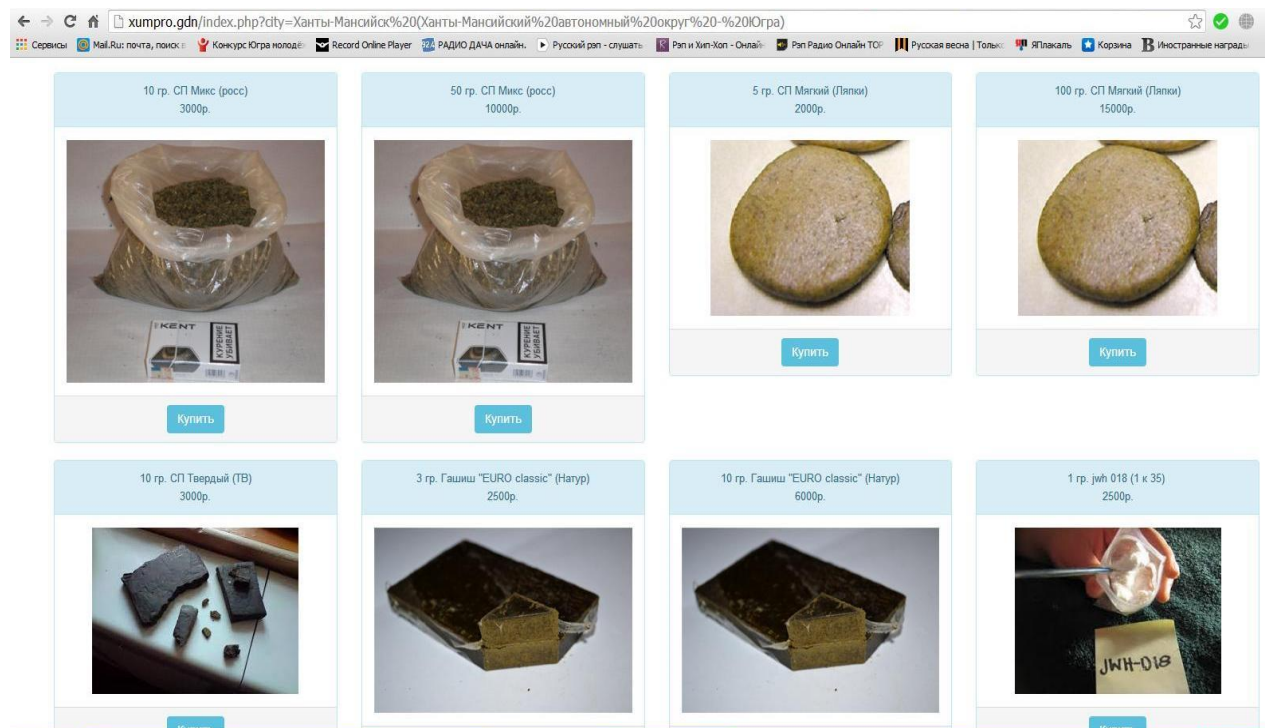 xumpro.gdn/index.php?city=Ханты-Мансийск%20(Ханты-Мансийский%20автономный%20округ%20-%20Югра)
Сервисы Mail.Ru: почта, поиск в Конкурс Югра молодё Record Online Player РАДИО ДАЧА онлайн. Русский рэп - слушать Рэп и Хип-Хоп - Онлай Рэп Радио Онлайн TOP Русская весна | Только ЯПлакалъ Корзина Иностранные награды
10 гр. СП Микс (росс)
3000р.
50 гр. СП Микс (росс)
10000р.
5 гр. СП Мягкий (Ляпки)
2000р.
100 гр. СП Мягкий (Ляпки)
15000р.
KENT
КУРЕНИЕ
УБИВАЕТ
KENT
КУРЕНИЕ
УБИВАЕТ
Купить
Купить
Купить
Купить
10 гр. СП Твердый (ТВ)
3000р.
3 гр. Гашиш "EURO classic" (Натур)
2500р.
10 гр. Гашиш "EURO classic" (Натур)
6000р.
1 гр. jwh 018 (1 к 35)
2500р.
JWH-018
Купить
Купить